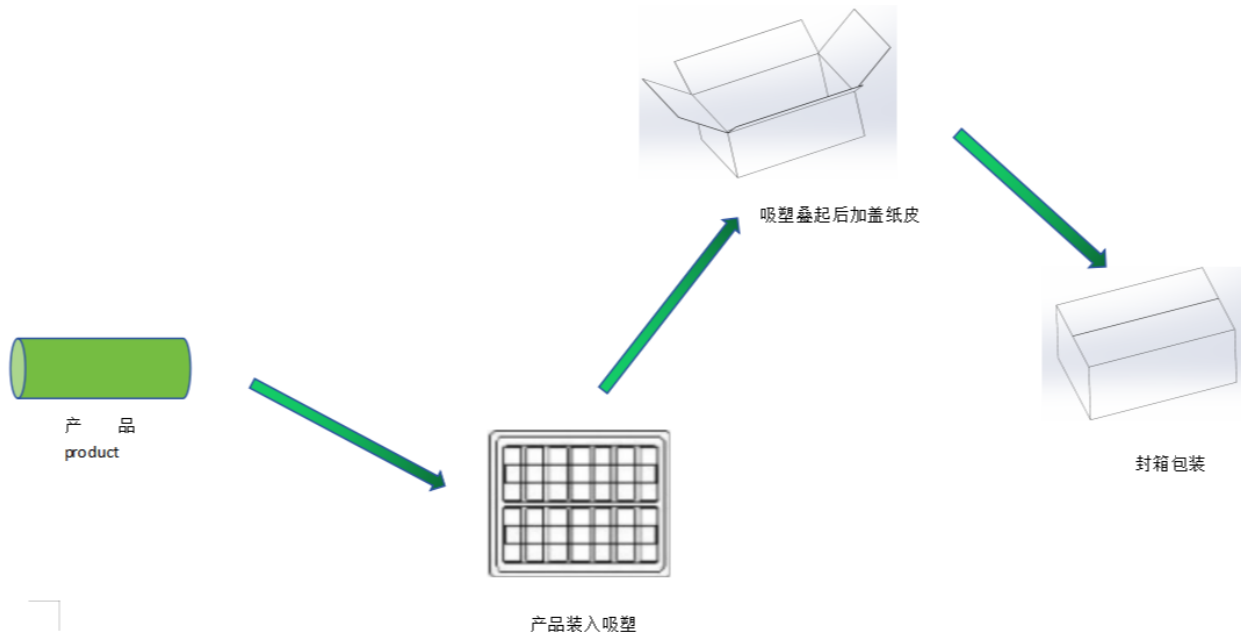 吸塑叠起后加盖纸皮
产 品
product
封箱包装
产品装入吸塑